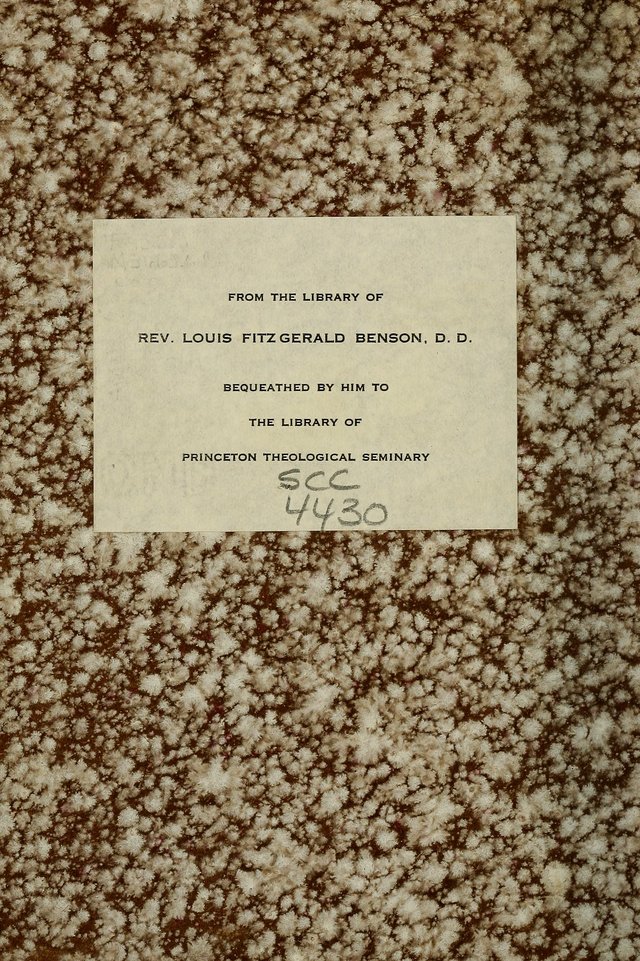 FROM THE LIBRARY OF
REV. LOUIS FITZGERALD BENSON, D. D.
BEQUEATHED BY HIM TO
THE LIBRARY OF
PRINCETON THEOLOGICAL SEMINARY
SCC
4430